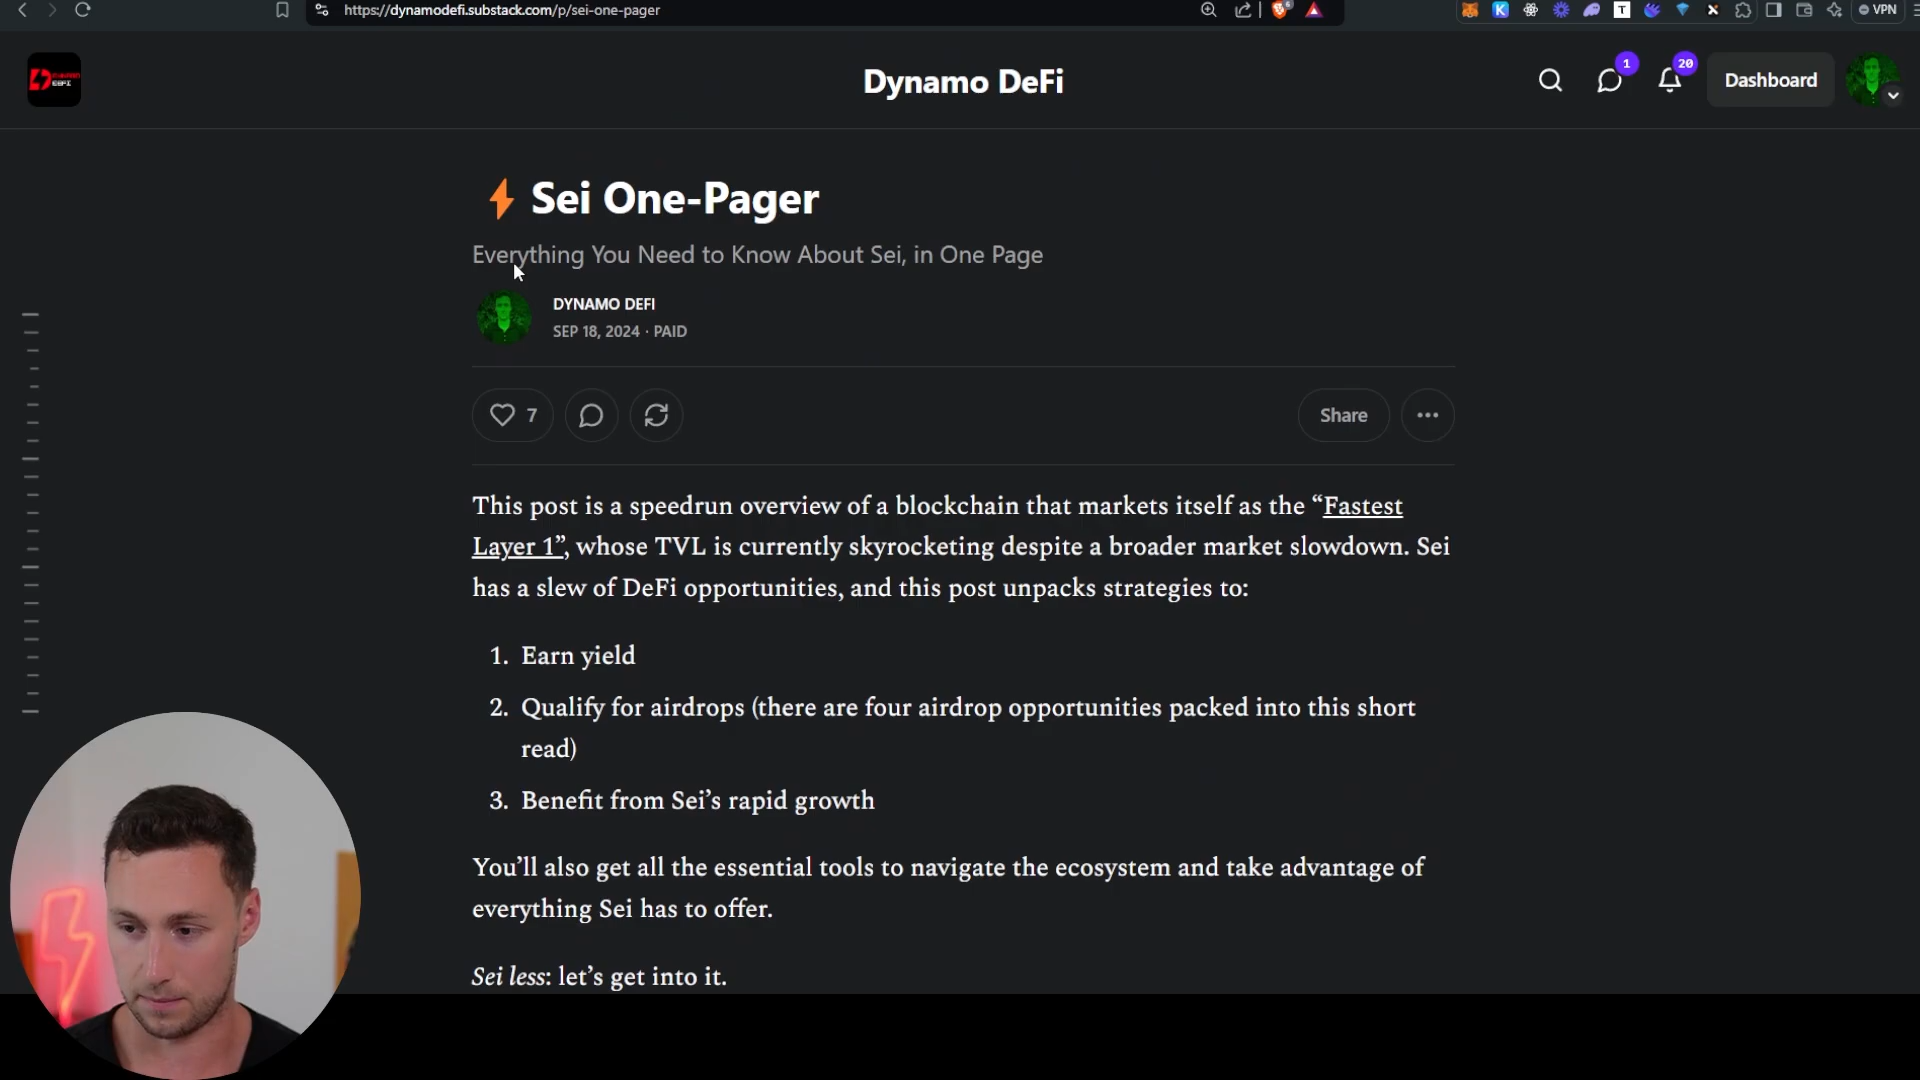 https://dynamodefi.substack.com/p/sei-one-pager
VPN
Dynamo DeFi
1
20
Dashboard
Sei One-Pager
Everything You Need to Know About Sei, in One Page
DYNAMO DEFI
SEP 18, 2024 · PAID
7
Share
This post is a speedrun overview of a blockchain that markets itself as the “Fastest
Layer 1”, whose TVL is currently skyrocketing despite a broader market slowdown. Sei
has a slew of DeFi opportunities, and this post unpacks strategies to:
1. Earn yield
2. Qualify for airdrops (there are four airdrop opportunities packed into this short
read)
3. Benefit from Sei’s rapid growth
You’ll also get all the essential tools to navigate the ecosystem and take advantage of
everything Sei has to offer.
Sei less: let’s get into it.